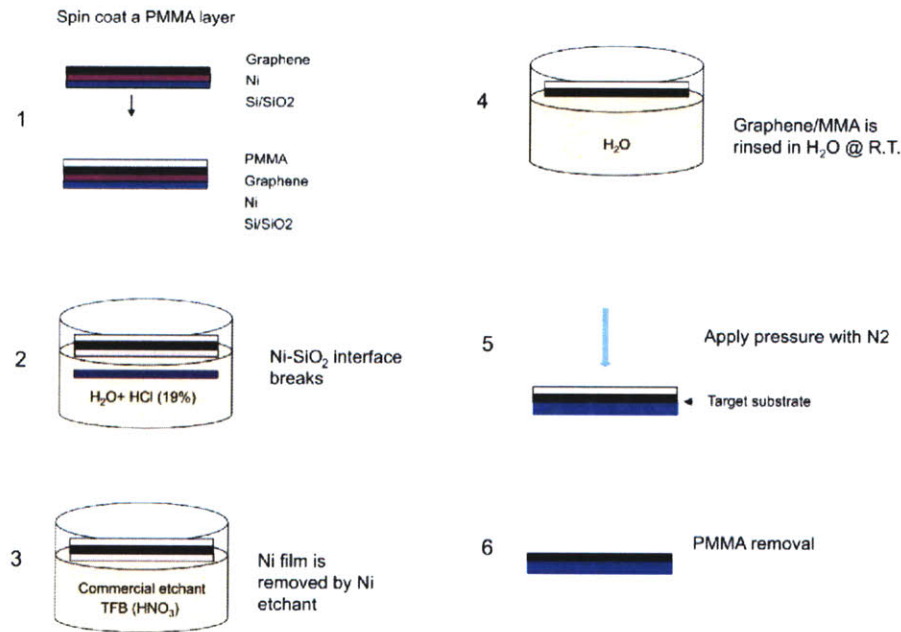 Spin coat a PMMA layer
1
Graphene
Ni
Si/SiO2
PMMA
Graphene
Ni
Si/SiO2
2
H₂O+ HCl (19%)
Ni-SiO₂ interface
breaks
3
Commercial etchant
TFB (HNO₃)
Ni film is
removed by Ni
etchant
4
H₂O
Graphene/MMA is
rinsed in H₂O @ R.T.
5
Apply pressure with N2
Target substrate
6
PMMA removal